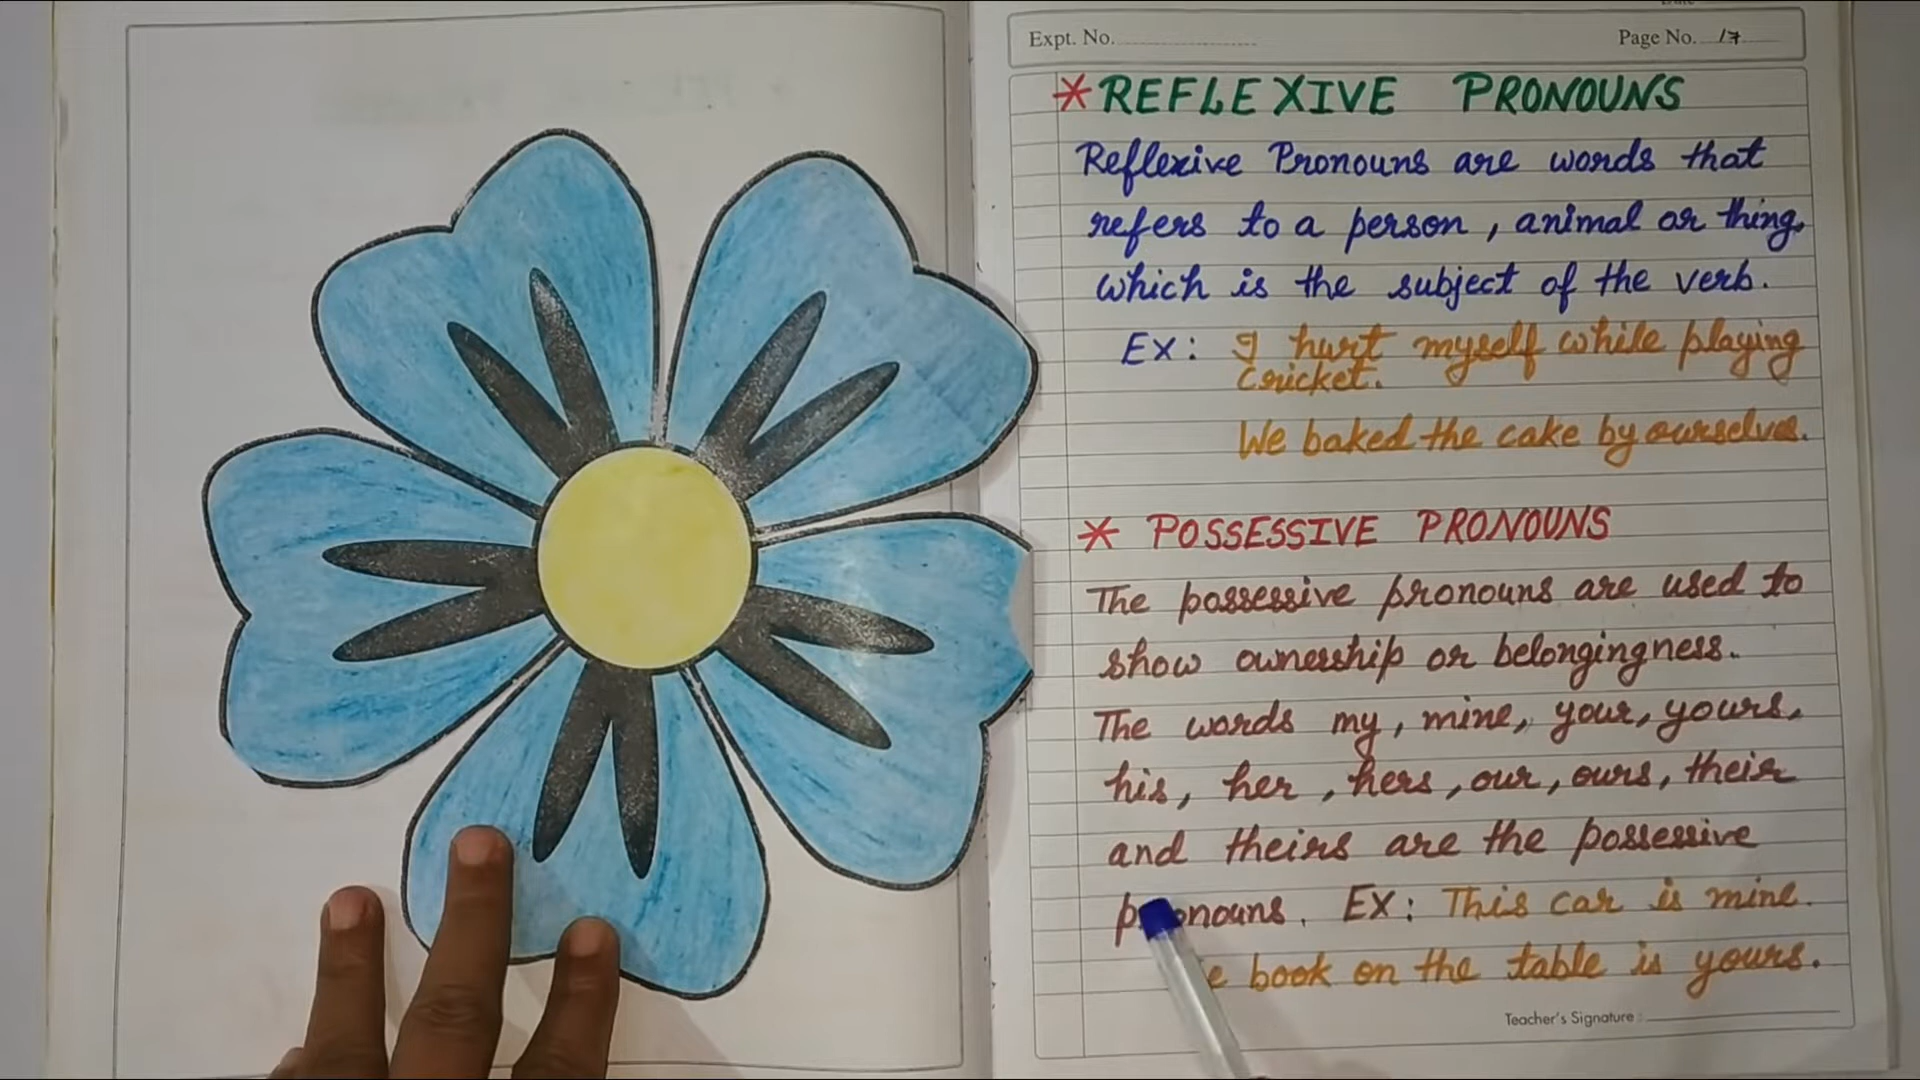 Expt. No.
Page No. 17
* REFLEXIVE PRONOUNS
Reflexive Pronouns are words that
refers to a person, animal or thing,
which is the subject of the verb.
Ex: I hurt myself while playing
cricket.
We baked the cake by ourselves.
* POSSESSIVE PRONOUNS
The possessive pronouns are used to
show ownership or belongingness.
The words my, mine, your, yours,
his, her, hers, our, ours, their
and theirs are the possessive
pronouns. EX: This car is mine.
book on the table is yours.
Teacher's Signature :